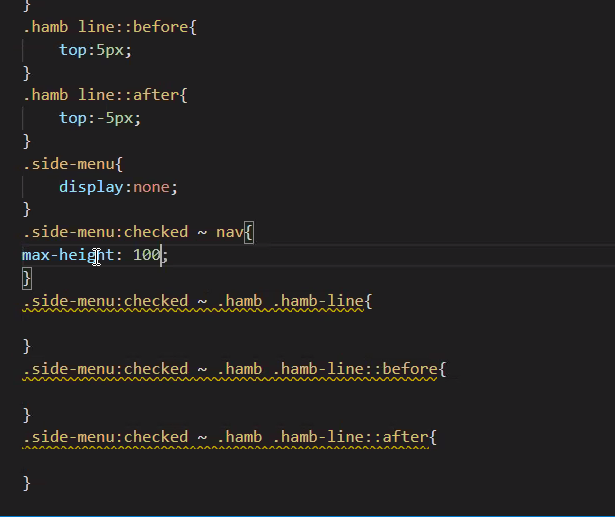 }
.hamb line::before{
    top:5px;
}
.hamb line::after{
    top:-5px;
}
.side-menu{
    display:none;
}
.side-menu:checked ~ nav{
max-height: 100;
}
.side-menu:checked ~ .hamb .hamb-line{
}
.side-menu:checked ~ .hamb .hamb-line::before{
}
.side-menu:checked ~ .hamb .hamb-line::after{
}